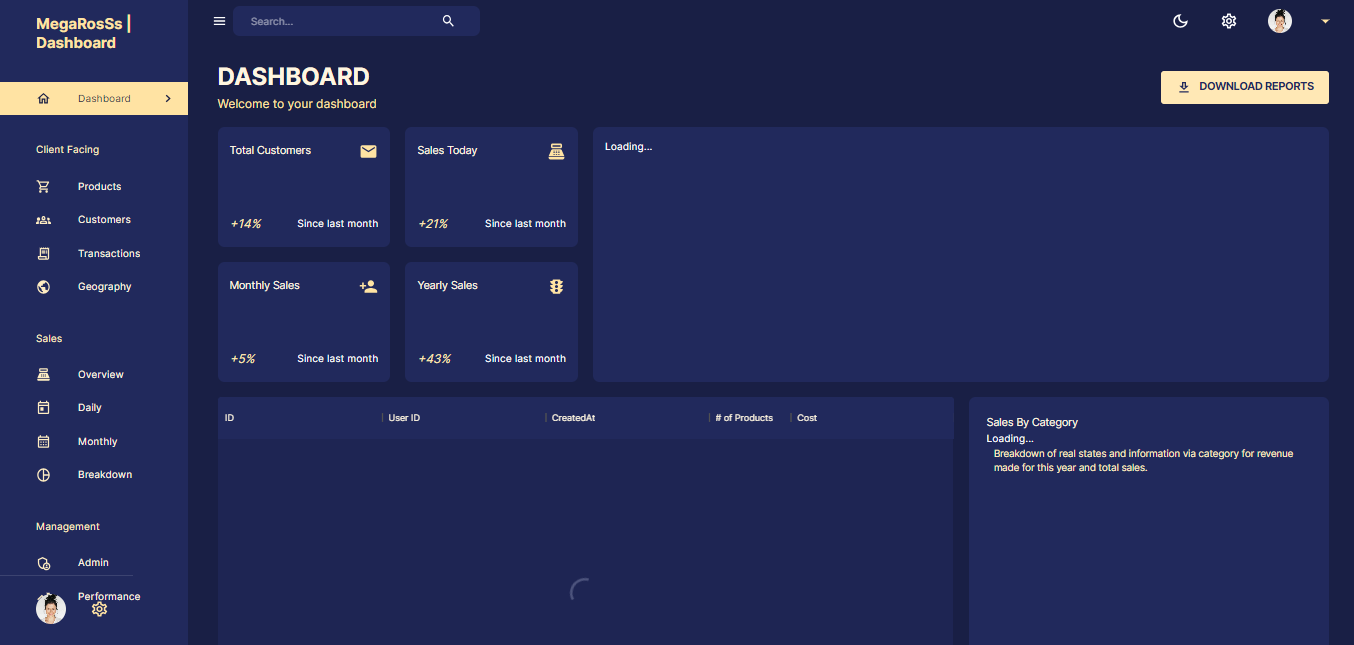 MegaRosSs |
Dashboard
Dashboard
Client Facing
Products
Customers
Transactions
Geography
Sales
Overview
Daily
Monthly
Breakdown
Management
Admin
Performance
Search...
DASHBOARD
Welcome to your dashboard
DOWNLOAD REPORTS
Total Customers
+14% Since last month
Sales Today
+21% Since last month
Monthly Sales
+5% Since last month
Yearly Sales
+43% Since last month
Loading...
ID User ID CreatedAt # of Products Cost
Sales By Category
Loading...
Breakdown of real states and information via category for revenue
made for this year and total sales.